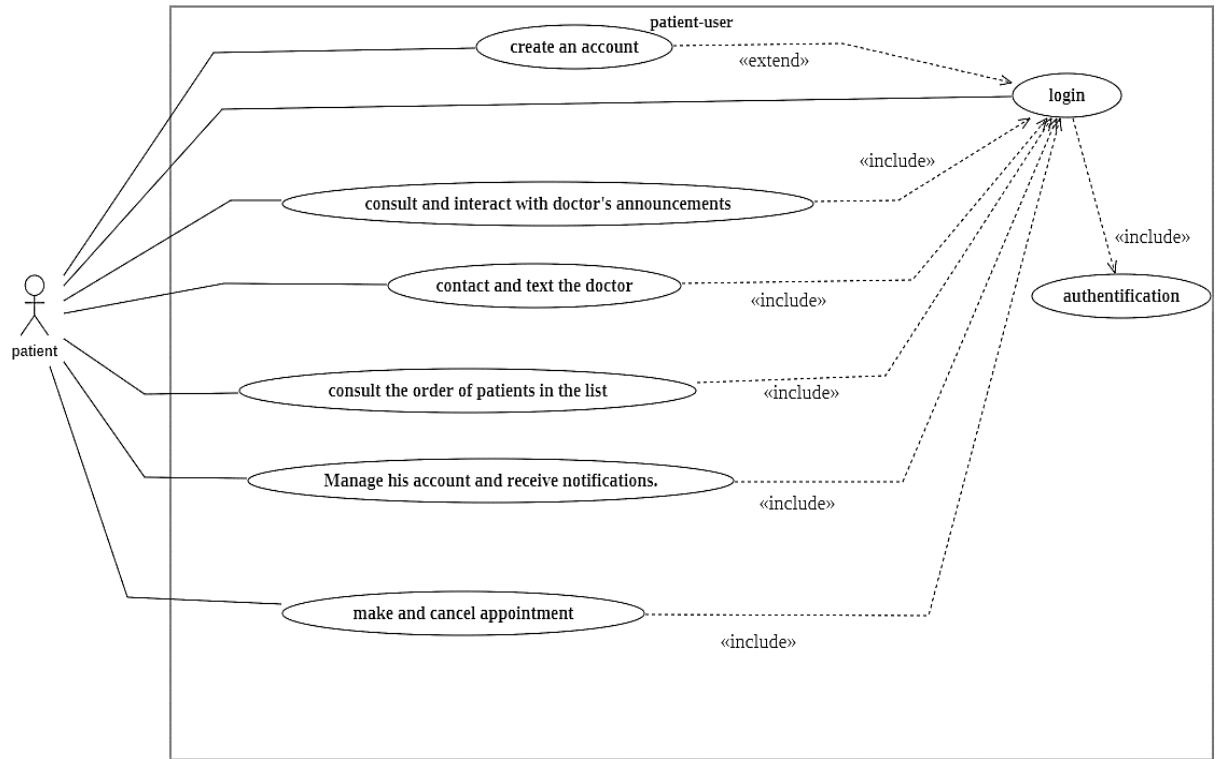 patient-user
create an account
«extend»
login
«include»
consult and interact with doctor's announcements
«include»
contact and text the doctor
«include»
authentification
patient
consult the order of patients in the list
«include»
Manage his account and receive notifications.
«include»
make and cancel appointment
«include»